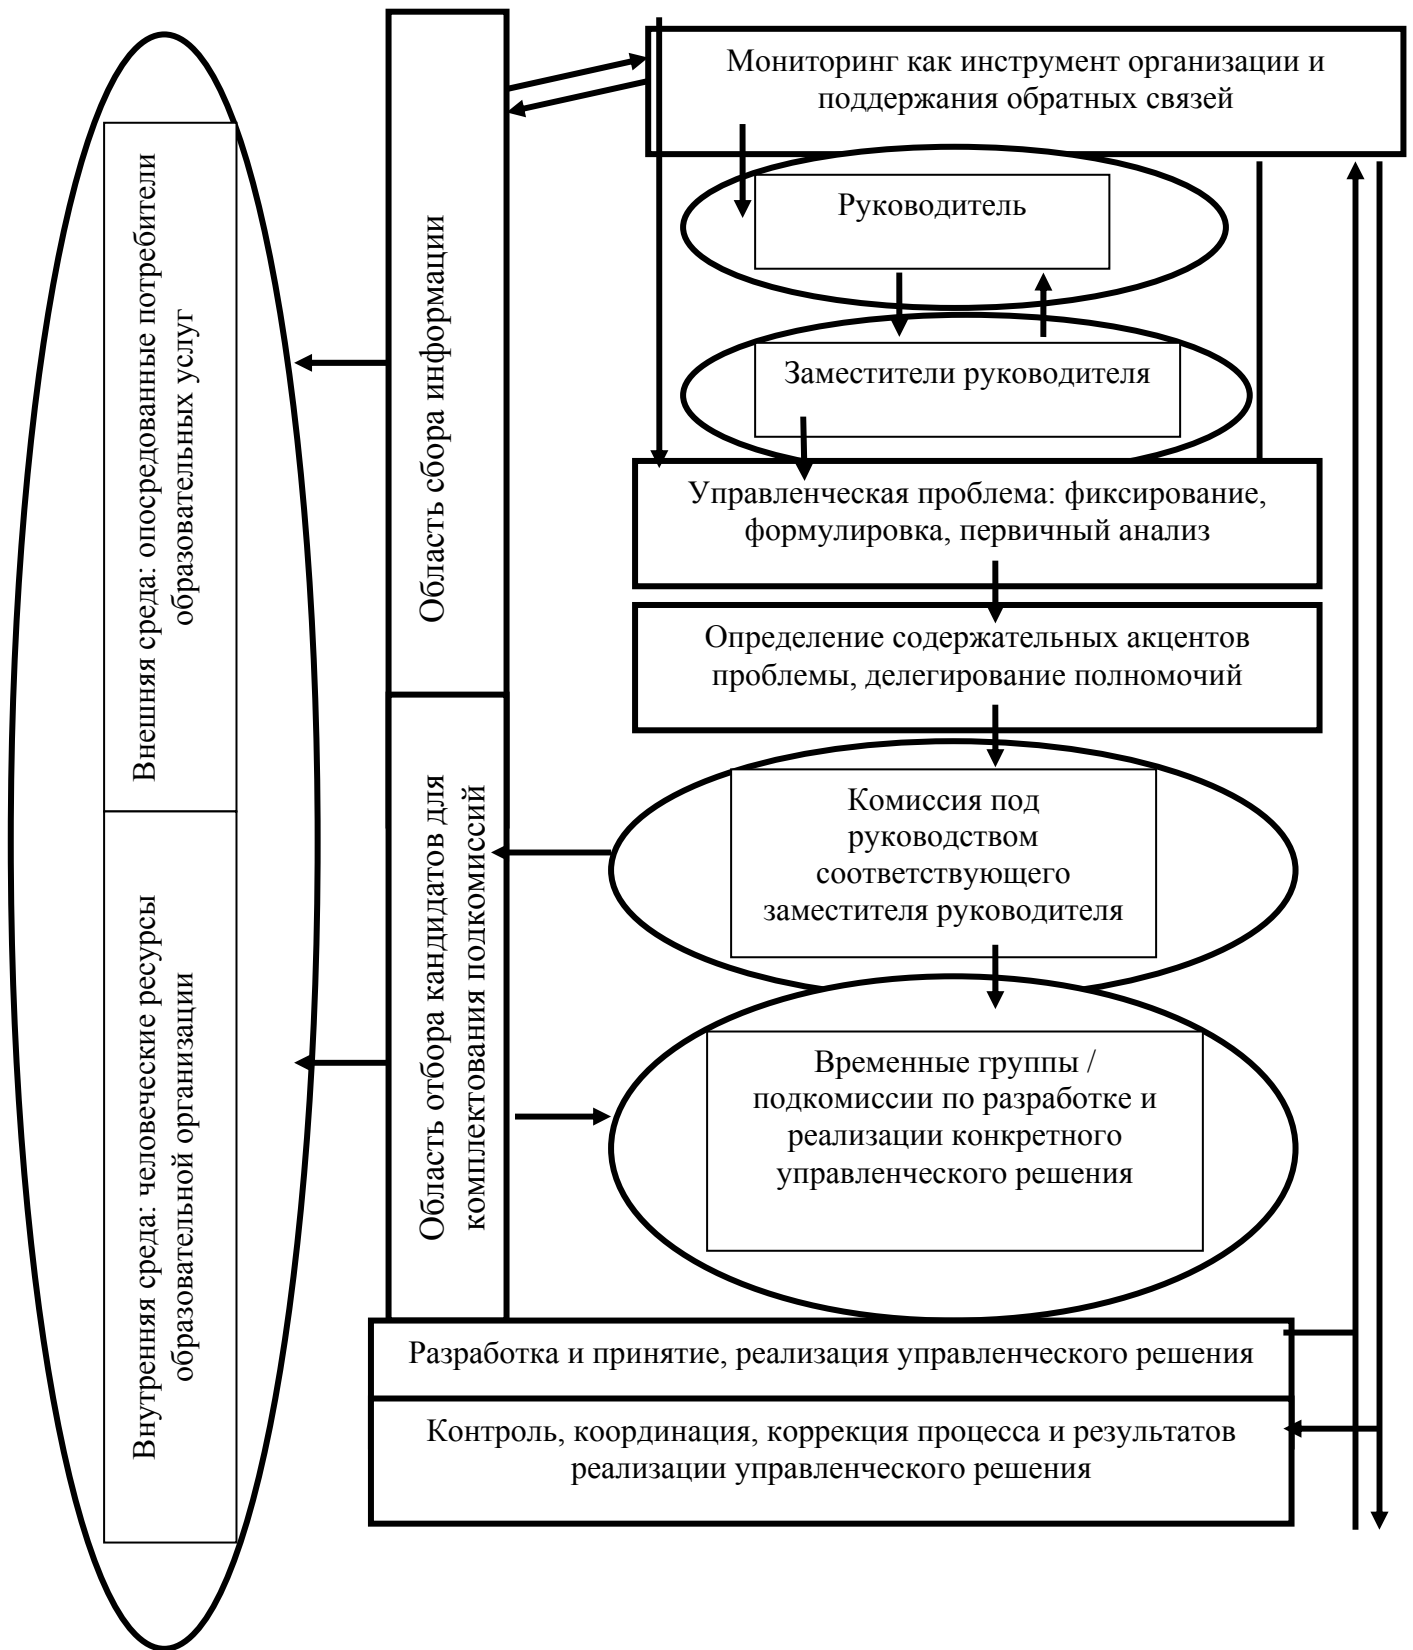 Внешняя среда: опосредованные потребители
образовательных услуг
Внутренняя среда: человеческие ресурсы
образовательной организации
Область сбора информации
Область отбора кандидатов для
комплектования подкомиссий
Мониторинг как инструмент организации и
поддержания обратных связей
Руководитель
Заместители руководителя
Управленческая проблема: фиксирование,
формулировка, первичный анализ
Определение содержательных акцентов
проблемы, делегирование полномочий
Комиссия под
руководством
соответствующего
заместителя руководителя
Временные группы /
подкомиссии по разработке и
реализации конкретного
управленческого решения
Разработка и принятие, реализация управленческого решения
Контроль, координация, коррекция процесса и результатов
реализации управленческого решения